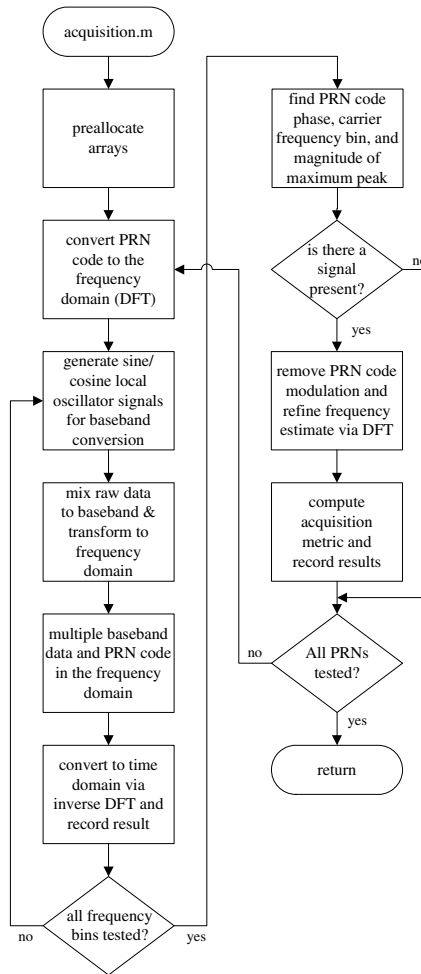 acquisition.m
preallocate
arrays
convert PRN
code to the
frequency
domain (DFT)
generate sine/
cosine local
oscillator signals
for baseband
conversion
mix raw data
to baseband &
transform to
frequency
domain
multiple baseband
data and PRN code
in the frequency
domain
convert to time
domain via
inverse DFT and
record result
all frequency
bins tested?
no
yes
find PRN code
phase, carrier
frequency bin, and
magnitude of
maximum peak
is there a
signal
present?
no
yes
remove PRN code
modulation and
refine frequency
estimate via DFT
compute
acquisition
metric and
record results
All PRNs
tested?
no
yes
return